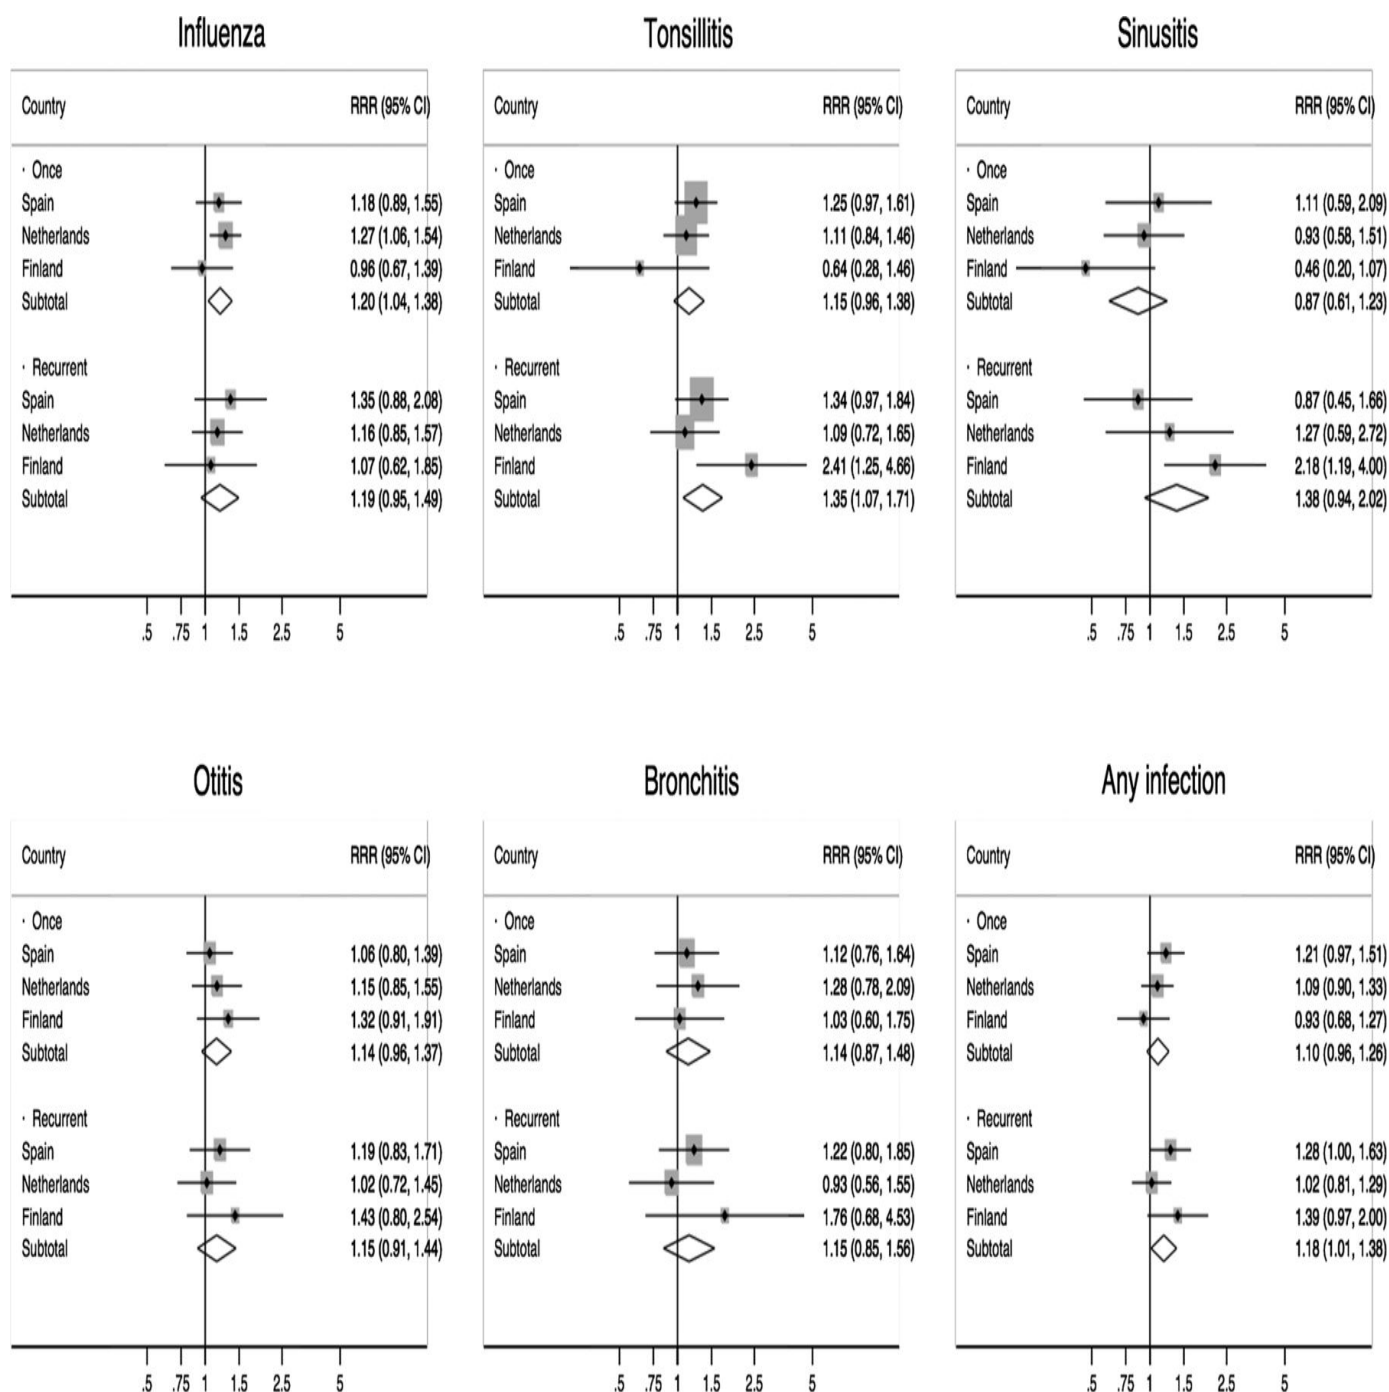 Influenza
Country RRR (95% CI)
· Once
Spain 1.18 (0.89, 1.55)
Netherlands 1.27 (1.06, 1.54)
Finland 0.96 (0.67, 1.39)
Subtotal 1.20 (1.04, 1.38)
· Recurrent
Spain 1.35 (0.88, 2.08)
Netherlands 1.16 (0.85, 1.57)
Finland 1.07 (0.62, 1.85)
Subtotal 1.19 (0.95, 1.49)
.5 .75 1 1.5 2.5 5
Tonsillitis
Country RRR (95% CI)
· Once
Spain 1.25 (0.97, 1.61)
Netherlands 1.11 (0.84, 1.46)
Finland 0.64 (0.28, 1.46)
Subtotal 1.15 (0.96, 1.38)
· Recurrent
Spain 1.34 (0.97, 1.84)
Netherlands 1.09 (0.72, 1.65)
Finland 2.41 (1.25, 4.66)
Subtotal 1.35 (1.07, 1.71)
.5 .75 1 1.5 2.5 5
Sinusitis
Country RRR (95% CI)
· Once
Spain 1.11 (0.59, 2.09)
Netherlands 0.93 (0.58, 1.51)
Finland 0.46 (0.20, 1.07)
Subtotal 0.87 (0.61, 1.23)
· Recurrent
Spain 0.87 (0.45, 1.66)
Netherlands 1.27 (0.59, 2.72)
Finland 2.18 (1.19, 4.00)
Subtotal 1.38 (0.94, 2.02)
.5 .75 1 1.5 2.5 5
Otitis
Country RRR (95% CI)
· Once
Spain 1.06 (0.80, 1.39)
Netherlands 1.15 (0.85, 1.55)
Finland 1.32 (0.91, 1.91)
Subtotal 1.14 (0.96, 1.37)
· Recurrent
Spain 1.19 (0.83, 1.71)
Netherlands 1.02 (0.72, 1.45)
Finland 1.43 (0.80, 2.54)
Subtotal 1.15 (0.91, 1.44)
.5 .75 1 1.5 2.5 5
Bronchitis
Country RRR (95% CI)
· Once
Spain 1.12 (0.76, 1.64)
Netherlands 1.28 (0.78, 2.09)
Finland 1.03 (0.60, 1.75)
Subtotal 1.14 (0.87, 1.48)
· Recurrent
Spain 1.22 (0.80, 1.85)
Netherlands 0.93 (0.56, 1.55)
Finland 1.76 (0.68, 4.53)
Subtotal 1.15 (0.85, 1.56)
.5 .75 1 1.5 2.5 5
Any infection
Country RRR (95% CI)
· Once
Spain 1.21 (0.97, 1.51)
Netherlands 1.09 (0.90, 1.33)
Finland 0.93 (0.68, 1.27)
Subtotal 1.10 (0.96, 1.26)
· Recurrent
Spain 1.28 (1.00, 1.63)
Netherlands 1.02 (0.81, 1.29)
Finland 1.39 (0.97, 2.00)
Subtotal 1.18 (1.01, 1.38)
.5 .75 1 1.5 2.5 5